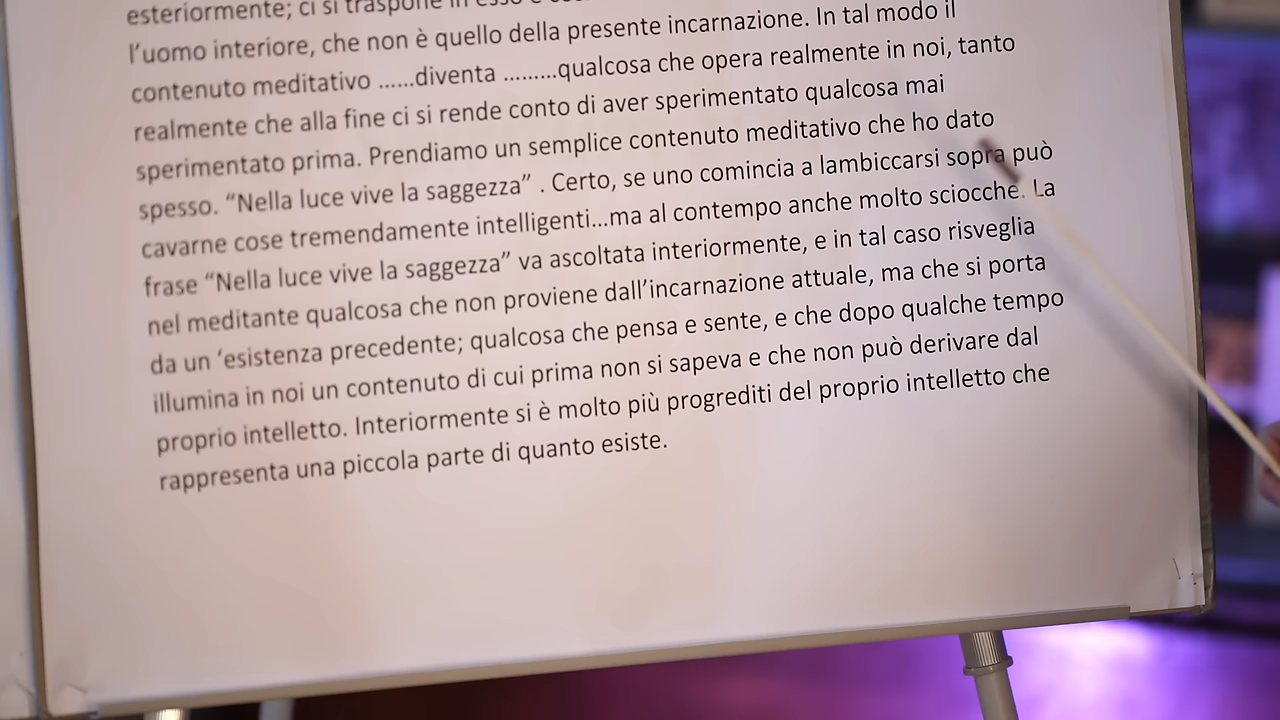 esteriormente; ci si traspone in esso e
l’uomo interiore, che non è quello della presente incarnazione. In tal modo il
contenuto meditativo ......diventa .........qualcosa che opera realmente in noi, tanto
realmente che alla fine ci si rende conto di aver sperimentato qualcosa mai
sperimentato prima. Prendiamo un semplice contenuto meditativo che ho dato
spesso. “Nella luce vive la saggezza” . Certo, se uno comincia a lambiccarsi sopra può
cavarne cose tremendamente intelligenti...ma al contempo anche molto sciocche. La
frase “Nella luce vive la saggezza” va ascoltata interiormente, e in tal caso risveglia
nel meditante qualcosa che non proviene dall’incarnazione attuale, ma che si porta
da un ‘esistenza precedente; qualcosa che pensa e sente, e che dopo qualche tempo
illumina in noi un contenuto di cui prima non si sapeva e che non può derivare dal
proprio intelletto. Interiormente si è molto più progrediti del proprio intelletto che
rappresenta una piccola parte di quanto esiste.